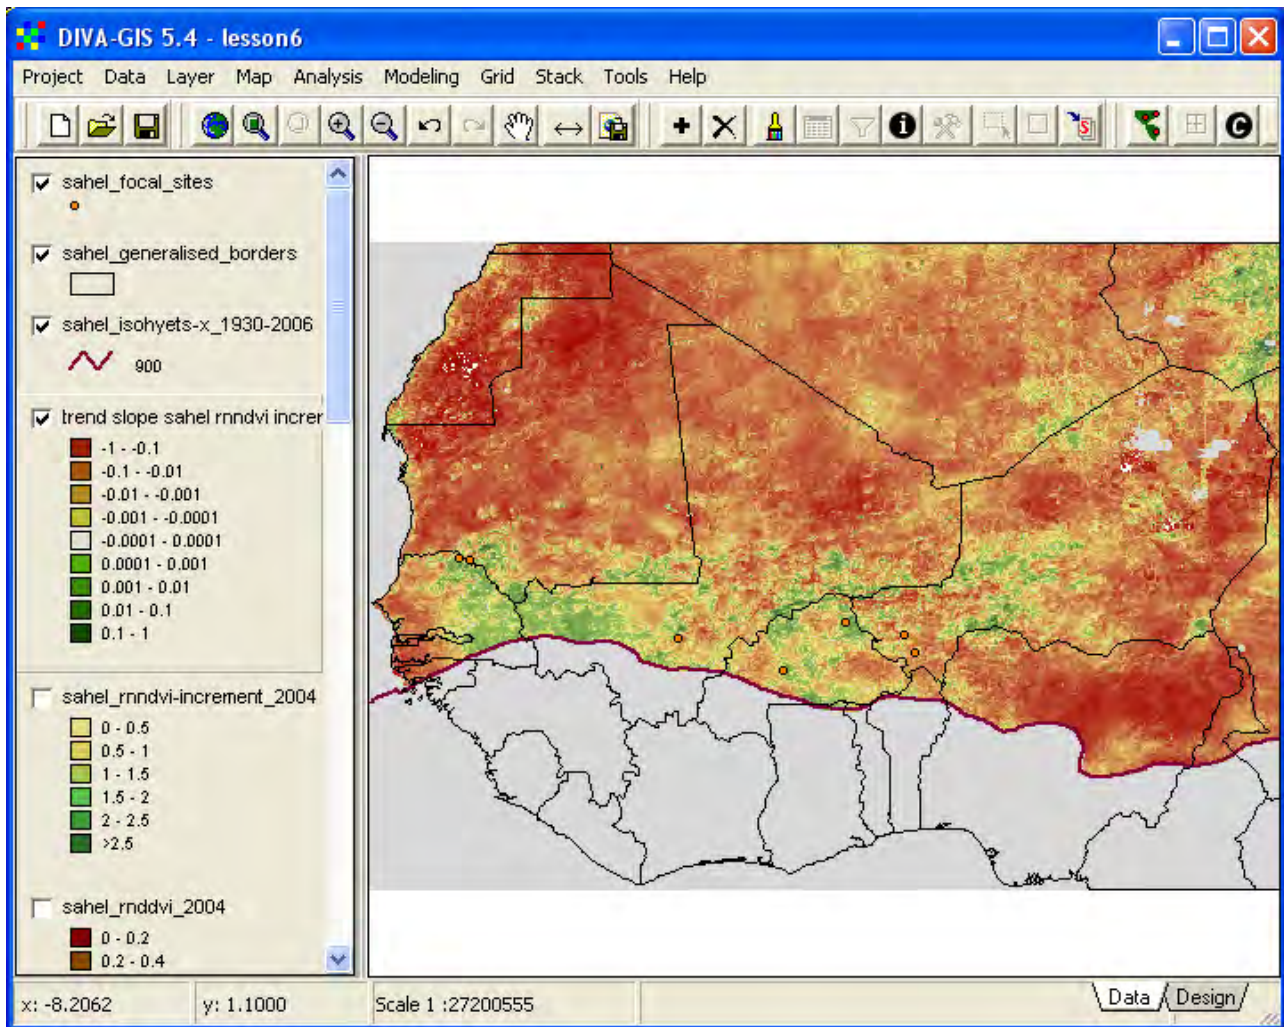 DIVA-GIS 5.4 - lesson6
Project Data Layer Map Analysis Modeling Grid Stack Tools Help
S
C
sahel_focal_sites
sahel_generalised_borders
sahel_isohyets-x_1930-2006
900
trend slope sahel rnndvi increr
-1 - -0.1
-0.1 - -0.01
-0.01 - -0.001
-0.001 - -0.0001
-0.0001 - 0.0001
0.0001 - 0.001
0.001 - 0.01
0.01 - 0.1
0.1 - 1
sahel_rnndvi-increment_2004
0 - 0.5
0.5 - 1
1 - 1.5
1.5 - 2
2 - 2.5
>2.5
sahel_rnddvi_2004
0 - 0.2
0.2 - 0.4
x: -8.2062 y: 1.1000 Scale 1 :27200555 Data Design